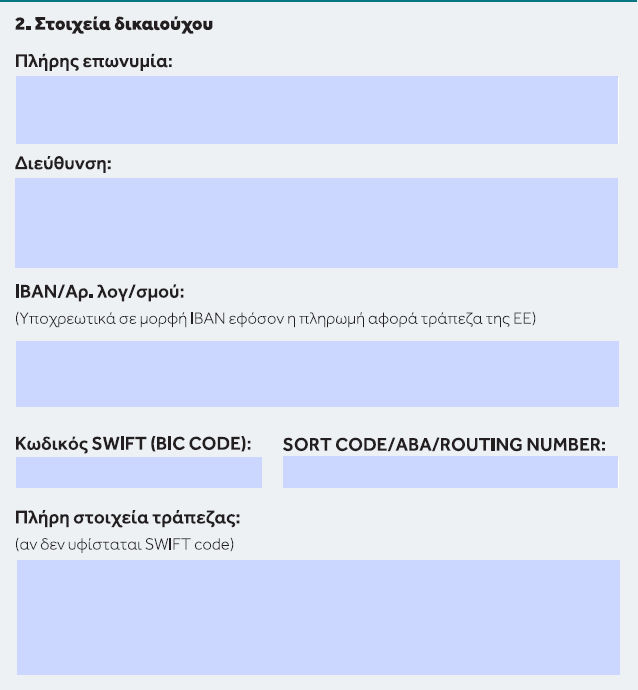 2. Στοιχεία δικαιούχου
Πλήρης επωνυμία:
Διεύθυνση:
IBAN/Αρ. λογ/σμού:
(Υποχρεωτικά σε μορφή IBAN εφόσον η πληρωμή αφορά τράπεζα της ΕΕ)
Κωδικός SWIFT (BIC CODE): SORT CODE/ABA/ROUTING NUMBER:
Πλήρη στοιχεία τράπεζας:
(αν δεν υφίσταται SWIFT code)